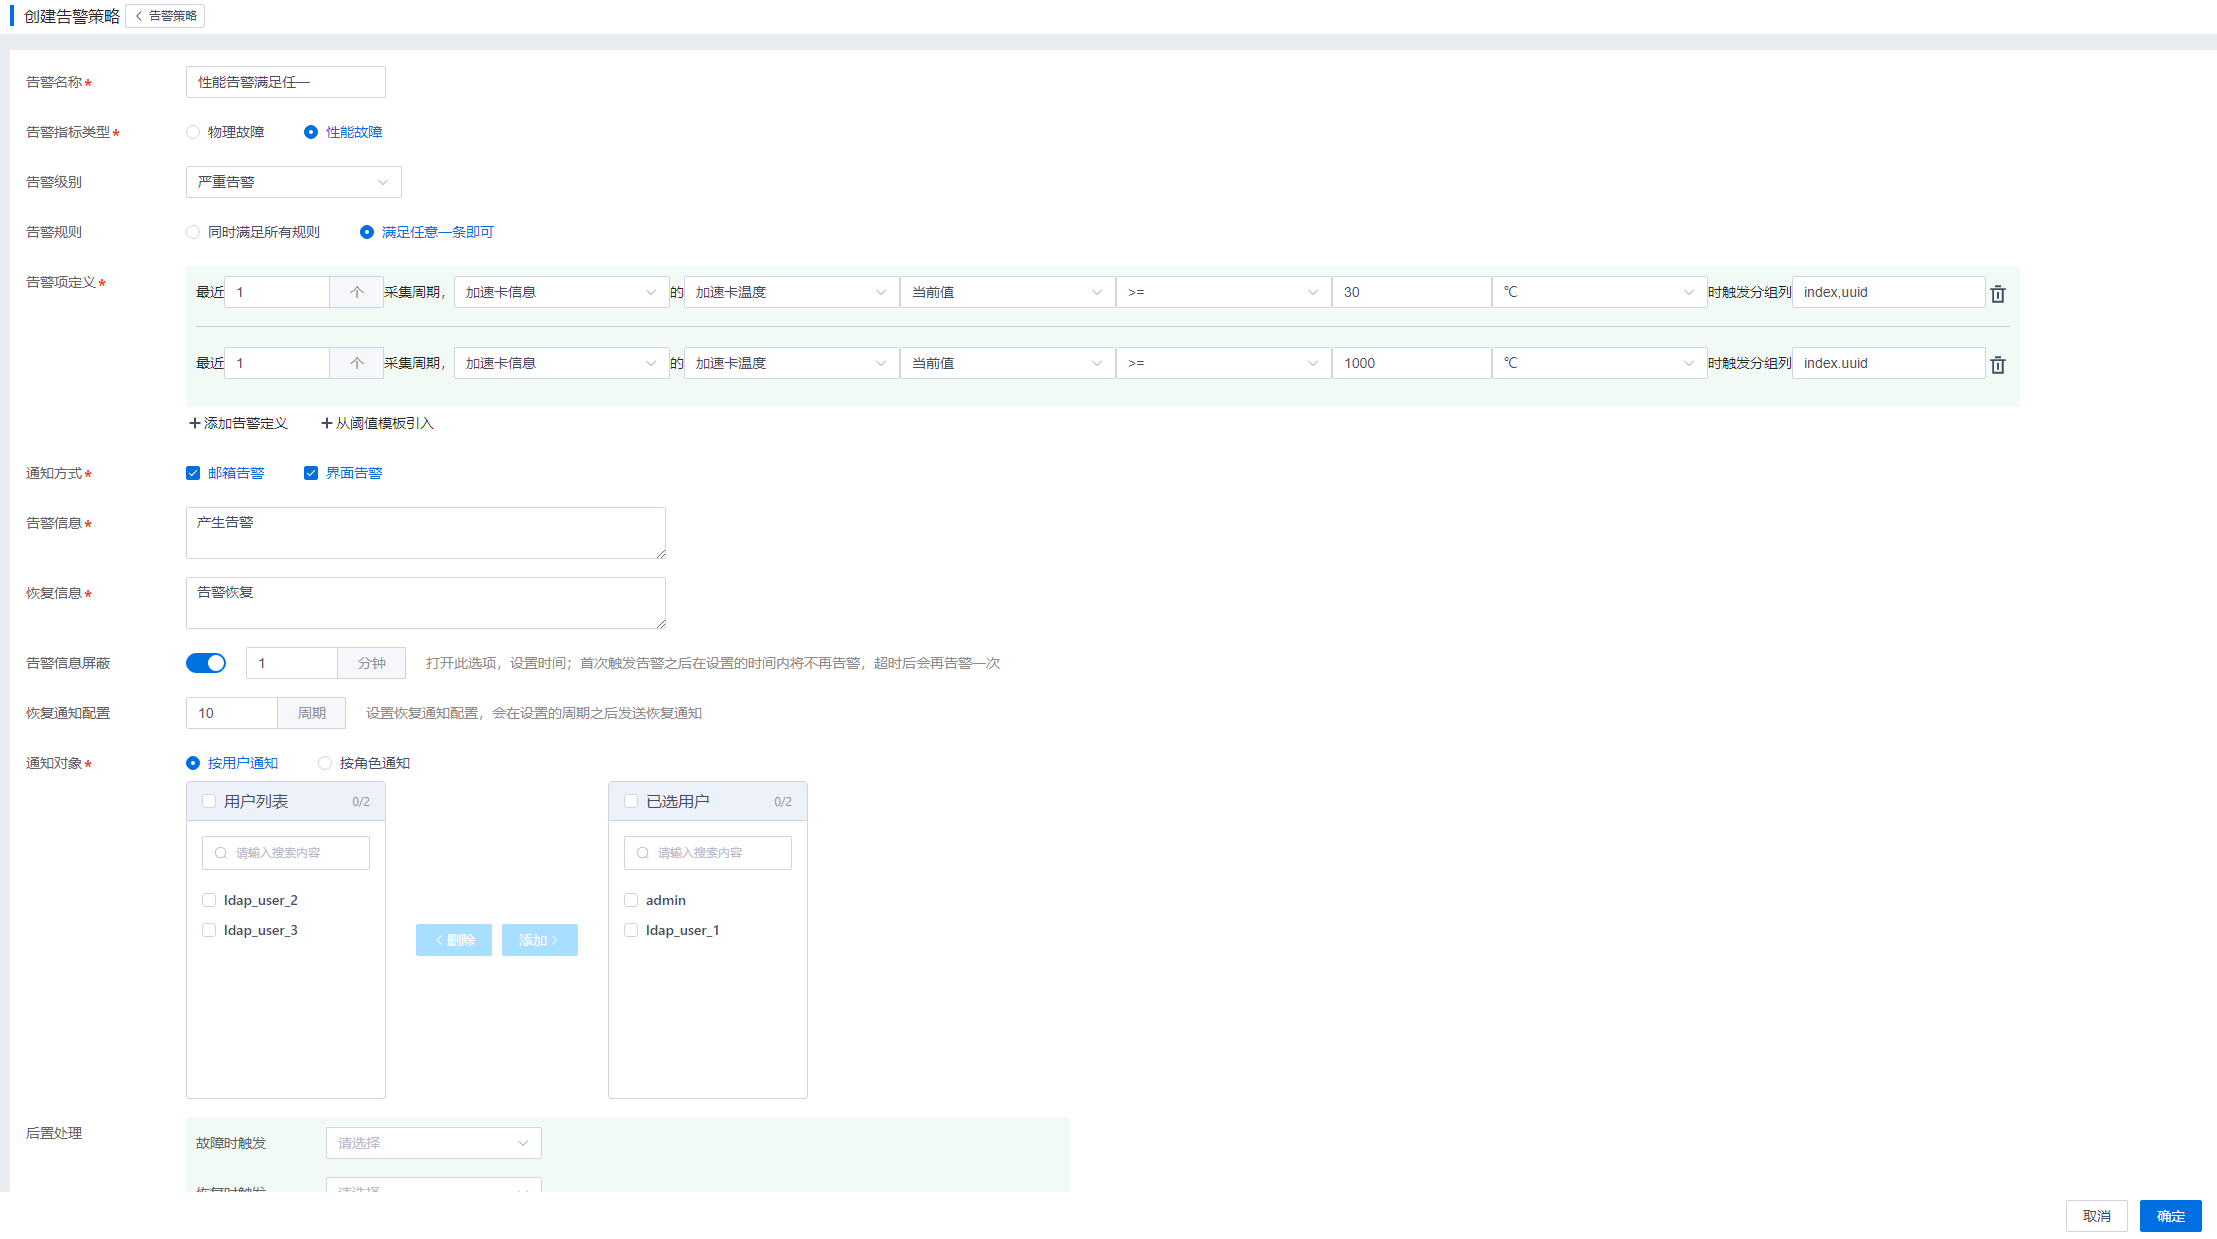 创建告警策略 告警策略
告警名称* 性能告警满足任一
告警指标类型* 物理故障 性能故障
告警级别 严重告警
告警规则 同时满足所有规则 满足任意一条即可
告警项定义* 最近 1 个 采集周期, 加速卡信息 的 加速卡温度 当前值 >= 30 ℃ 时触发分组列 index,uuid
最近 1 个 采集周期, 加速卡信息 的 加速卡温度 当前值 >= 1000 ℃ 时触发分组列 index.uuid
+添加告警定义 +从阈值模板引入
通知方式* 邮箱告警 界面告警
告警信息* 产生告警
恢复信息* 告警恢复
告警信息屏蔽 1 分钟 打开此选项，设置时间；首次触发告警之后在设置的时间内将不再告警，超时后会再告警一次
恢复通知配置 10 周期 设置恢复通知配置，会在设置的周期之后发送恢复通知
通知对象* 按用户通知 按角色通知
用户列表 0/2 已选用户 0/2
请输入搜索内容 请输入搜索内容
ldap_user_2 admin
ldap_user_3 ldap_user_1
删除 添加
后置处理 故障时触发 请选择
恢复时触发 请选择
取消 确定